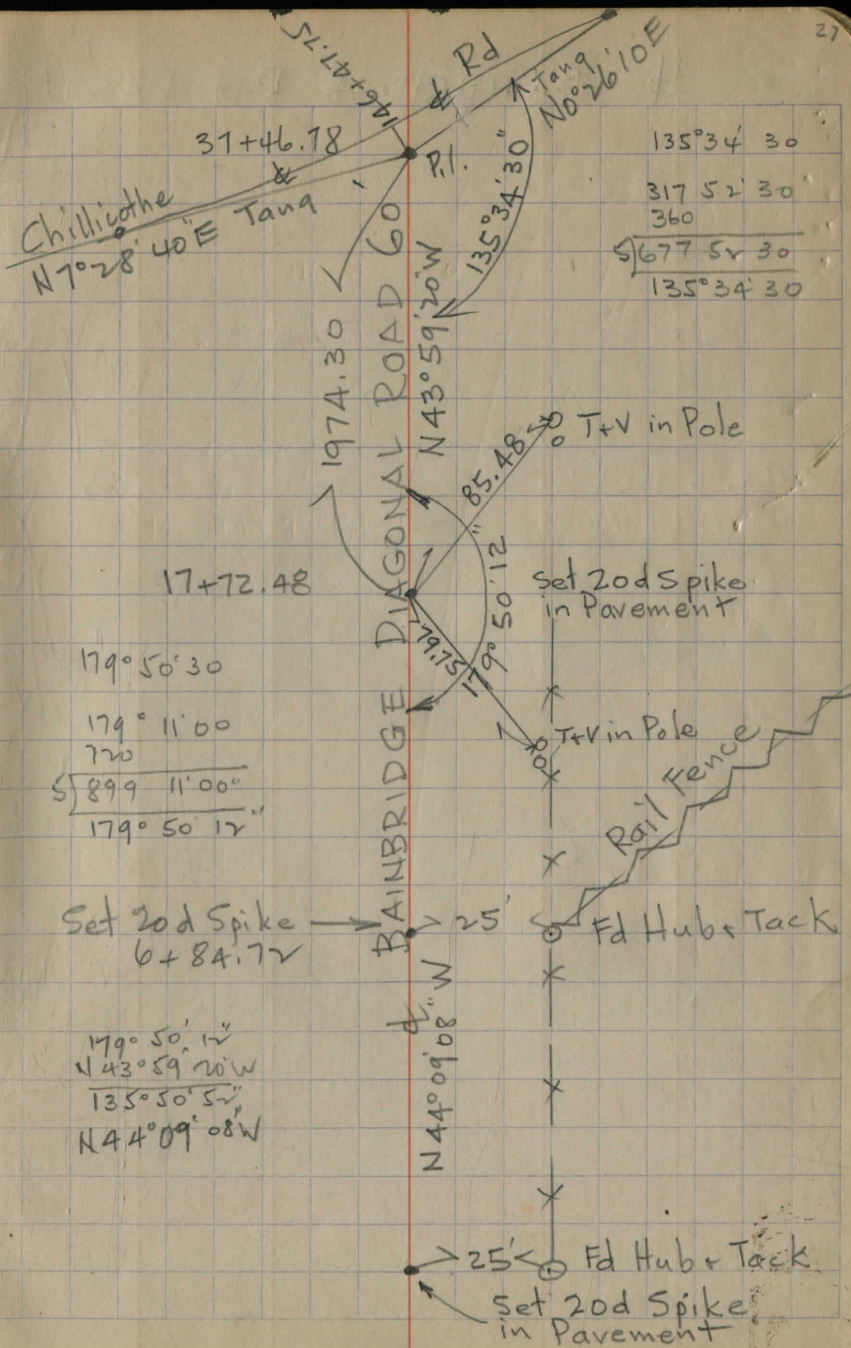 27
146+47.75
Rd
Tang
N0°26'10E
37+46.78
P.I.
Chillicothe
N7°28'40"E Tang
135°34'30"
135°34' 30
317 52' 30
360
5)677 52 30
135°34' 30
BAINBRIDGE DIAGONAL ROAD 60
N43°59'20"W
1974.30
85.48
T+V in Pole
17+72.48
179° 50' 12"
79.75
Set 20d Spike
in Pavement
179° 50' 30
179° 11' 00
720
5)899 11' 00"
179° 50' 12"
T+V in Pole
Rail Fence
Set 20d Spike
6+84.72
25'
Fd Hub + Tack
N44°09'08"W
179° 50' 12"
N43°59'20"W
135°50'52"
N44°09'08"W
25'
Fd Hub + Tack
Set 20d Spike
in Pavement